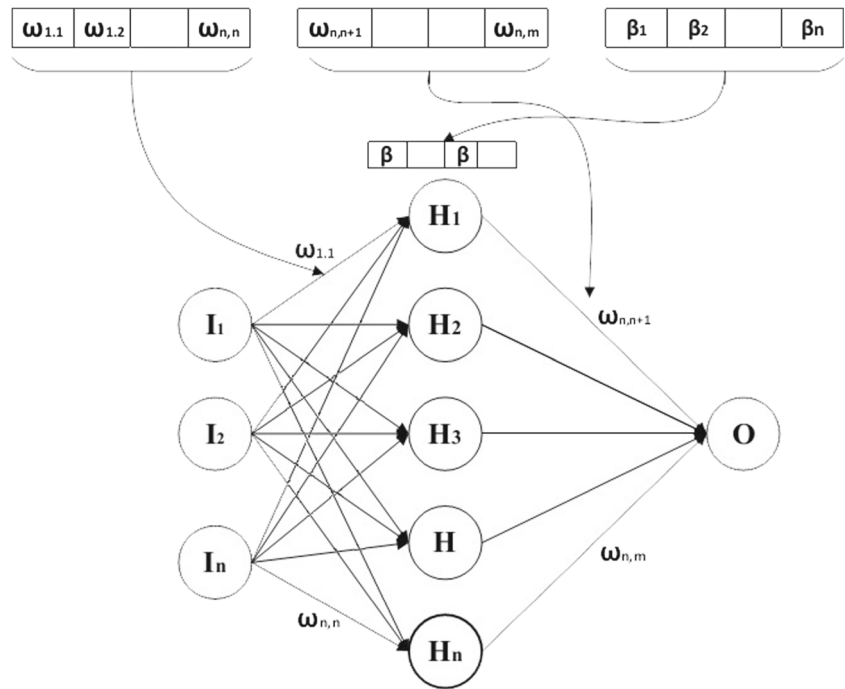 ω1.1 ω1.2 ωn,n ωn,n+1 ωn,m β1 β2 βn
β β
H1
ω1.1
I1 H2
ωn,n+1
I2 H3 O
In H
ωn,m
ωn,n
Hn